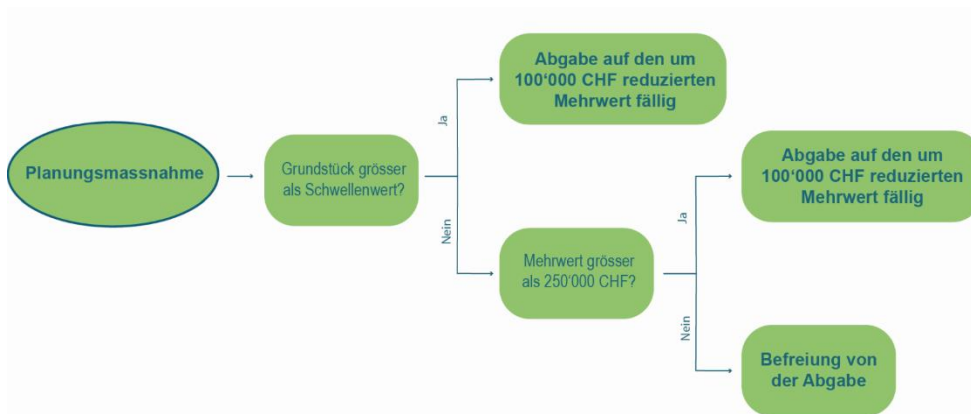 Planungsmassnahme
Grundstück grösser
als Schwellenwert?
Ja
Abgabe auf den um
100‘000 CHF reduzierten
Mehrwert fällig
Nein
Mehrwert grösser
als 250‘000 CHF?
Ja
Abgabe auf den um
100‘000 CHF reduzierten
Mehrwert fällig
Nein
Befreiung von
der Abgabe